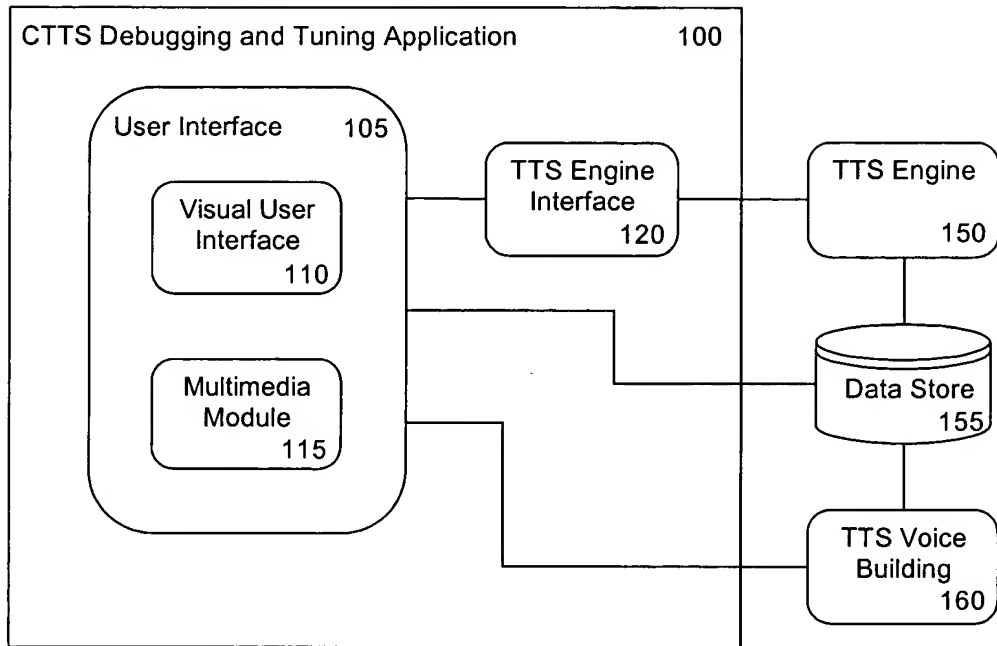 CTTS Debugging and Tuning Application 100
User Interface 105
Visual User
Interface
110
Multimedia
Module
115
TTS Engine
Interface
120
TTS Engine
150
Data Store
155
TTS Voice
Building
160